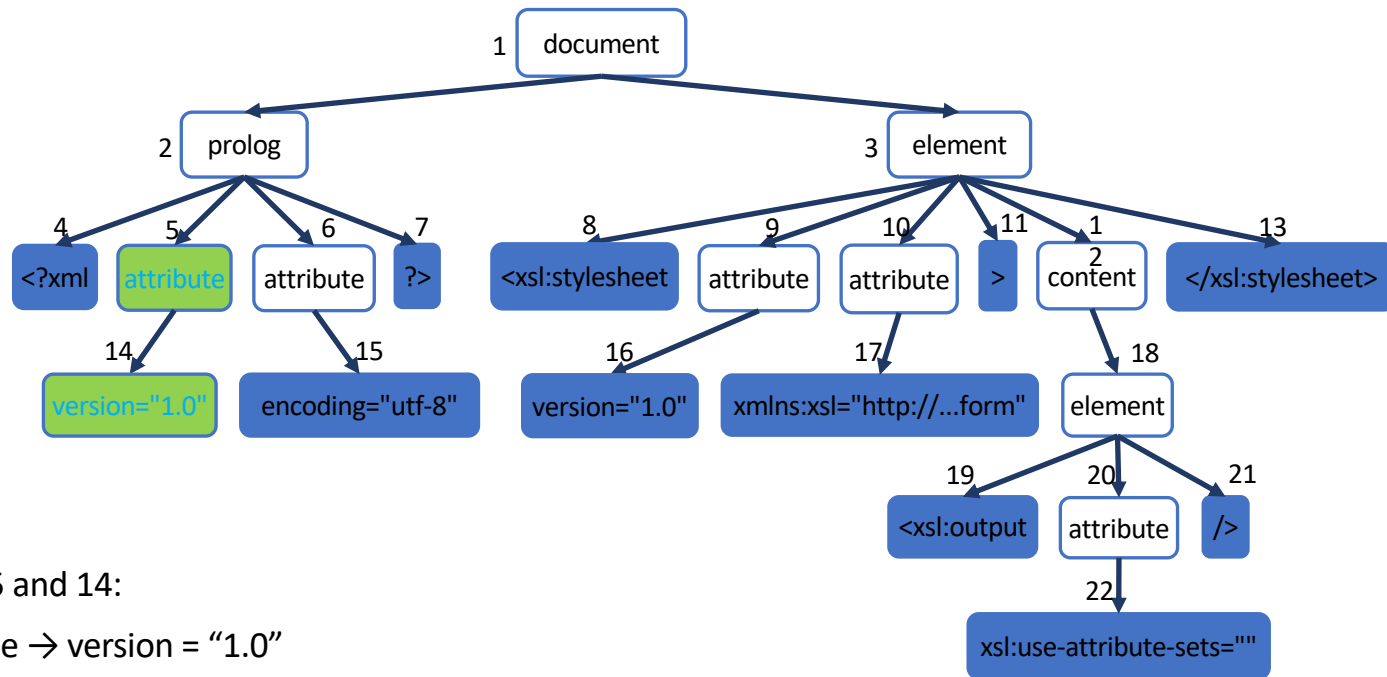 1 document
2 prolog
3 element
4 5 6 7 8 9 10 11 1 13
2
<?xml attribute attribute ?> <xsl:stylesheet attribute attribute > content </xsl:stylesheet>
14 15 16 17 18
version="1.0" encoding="utf-8" version="1.0" xmlns:xsl="http://...form" element
19 20 21
<xsl:output attribute />
and 14:
22
→ version = “1.0”
xsl:use-attribute-sets=""